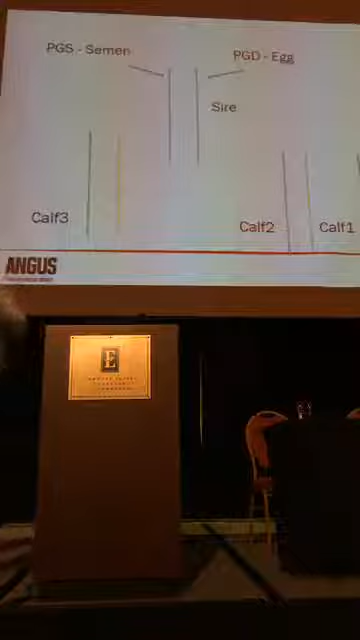 PGS - Semen
PGD - Egg
Sire
Calf3
Calf2
Calf1
ANGUS
E